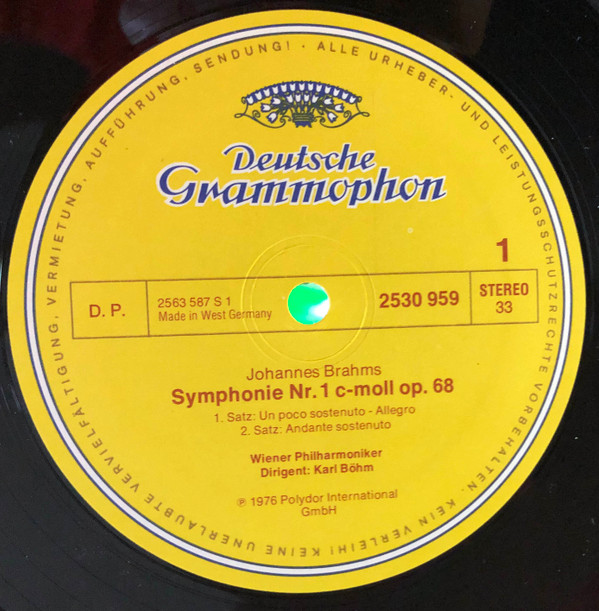 ALLE URHEBER- UND LEISTUNGSSCHUTZRECHTE VORBEHALTEN. KEIN VERLEIH! KEINE UNERLAUBTE VERVIELFÄLTIGUNG, VERMIETUNG, AUFFÜHRUNG, SENDUNG! ·
Deutsche
Grammophon
1
D. P.
2563 587 S 1
Made in West Germany
2530 959
STEREO
33
Johannes Brahms
Symphonie Nr. 1 c-moll op. 68
1. Satz: Un poco sostenuto - Allegro
2. Satz: Andante sostenuto
Wiener Philharmoniker
Dirigent: Karl Böhm
℗ 1976 Polydor International
GmbH